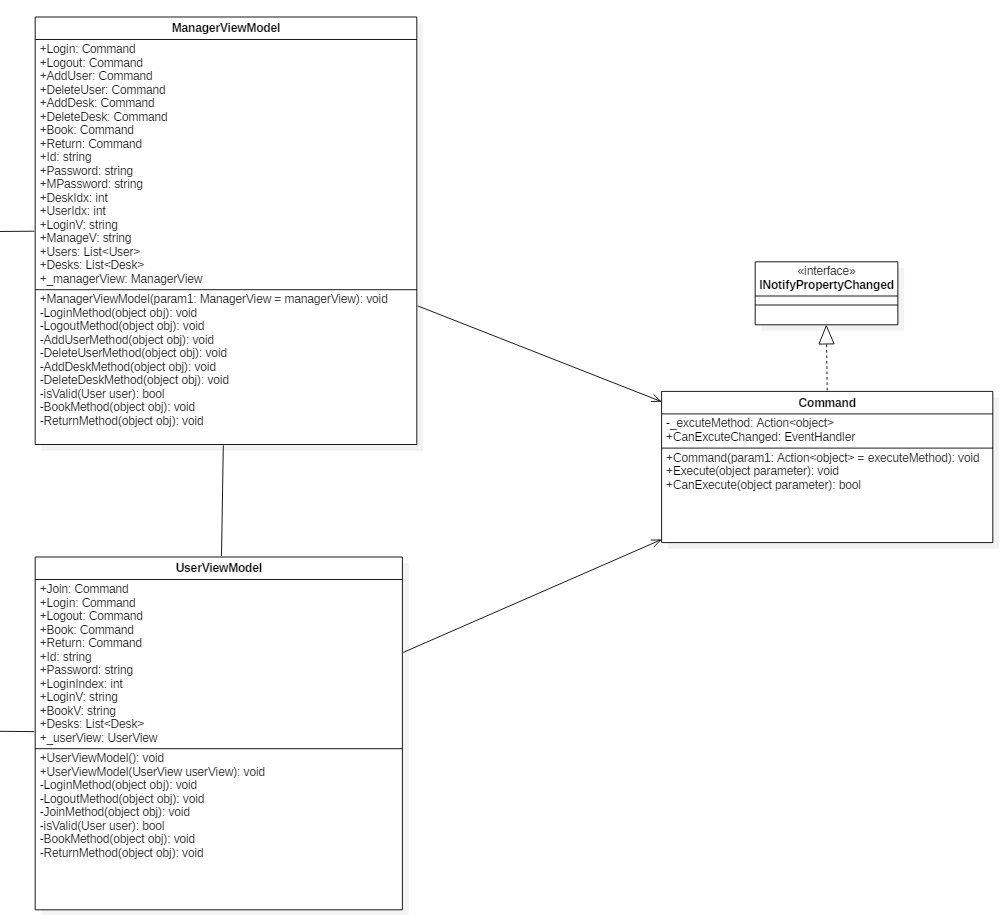 ManagerViewModel
+Login: Command
+Logout: Command
+AddUser: Command
+DeleteUser: Command
+AddDesk: Command
+DeleteDesk: Command
+Book: Command
+Return: Command
+Id: string
+Password: string
+MPassword: string
+DeskIdx: int
+UserIdx: int
+LoginV: string
+ManageV: string
+Users: List<User>
+Desks: List<Desk>
+_managerView: ManagerView
+ManagerViewModel(param1: ManagerView = managerView): void
-LoginMethod(object obj): void
-LogoutMethod(object obj): void
-AddUserMethod(object obj): void
-DeleteUserMethod(object obj): void
-AddDeskMethod(object obj): void
-DeleteDeskMethod(object obj): void
-isValid(User user): bool
-BookMethod(object obj): void
-ReturnMethod(object obj): void
«interface»
INotifyPropertyChanged
Command
-_excuteMethod: Action<object>
+CanExcuteChanged: EventHandler
+Command(param1: Action<object> = executeMethod): void
+Execute(object parameter): void
+CanExecute(object parameter): bool
UserViewModel
+Join: Command
+Login: Command
+Logout: Command
+Book: Command
+Return: Command
+Id: string
+Password: string
+LoginIndex: int
+LoginV: string
+BookV: string
+Desks: List<Desk>
+_userView: UserView
+UserViewModel(): void
+UserViewModel(UserView userView): void
-LoginMethod(object obj): void
-LogoutMethod(object obj): void
-JoinMethod(object obj): void
-isValid(User user): bool
-BookMethod(object obj): void
-ReturnMethod(object obj): void